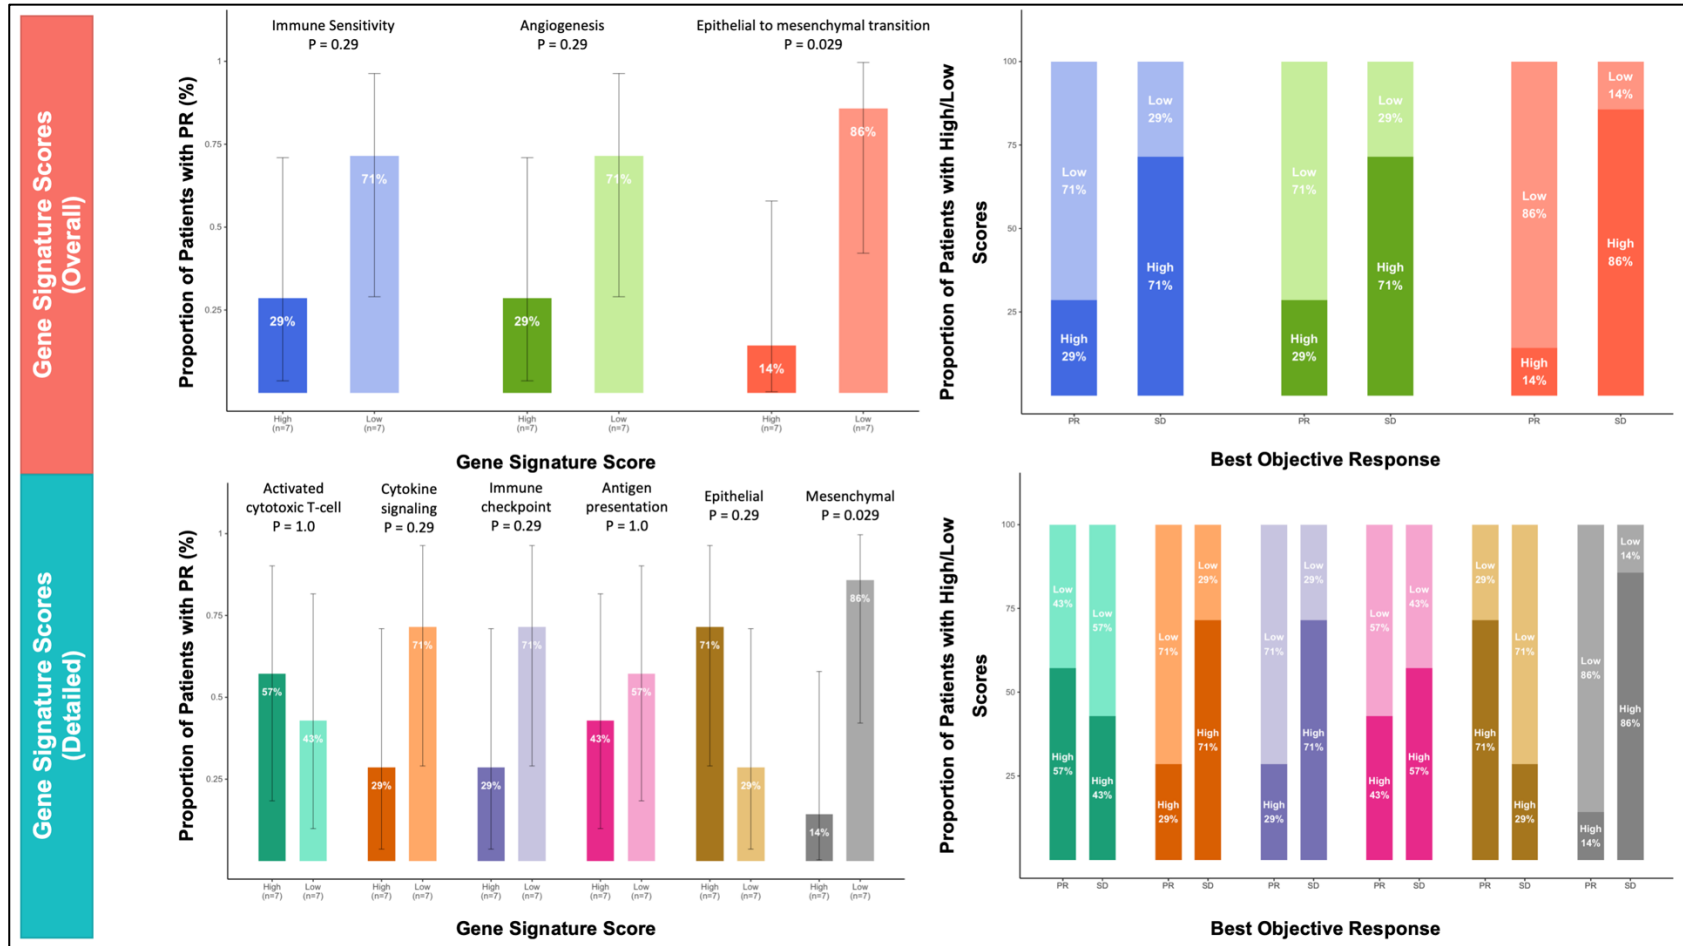 Gene Signature Scores
(Overall)
Immune Sensitivity
P = 0.29
Angiogenesis
P = 0.29
Epithelial to mesenchymal transition
P = 0.029
Proportion of Patients with PR (%)
1
0.75
0.5
0.25
29%
71%
29%
71%
14%
86%
High
(n=7)
Low
(n=7)
High
(n=7)
Low
(n=7)
High
(n=7)
Low
(n=7)
Gene Signature Score
Proportion of Patients with High/Low
Scores
100
75
50
25
Low
71%
High
29%
Low
29%
High
71%
Low
71%
High
29%
Low
29%
High
71%
Low
86%
High
14%
Low
14%
High
86%
PR
SD
PR
SD
PR
SD
Best Objective Response
Gene Signature Scores
(Detailed)
Activated
cytotoxic T-cell
P = 1.0
Cytokine
signaling
P = 0.29
Immune
checkpoint
P = 0.29
Antigen
presentation
P = 1.0
Epithelial
P = 0.29
Mesenchymal
P = 0.029
Proportion of Patients with PR (%)
1
0.75
0.5
0.25
57%
43%
29%
71%
29%
71%
43%
57%
71%
29%
14%
86%
High
(n=7)
Low
(n=7)
High
(n=7)
Low
(n=7)
High
(n=7)
Low
(n=7)
High
(n=7)
Low
(n=7)
High
(n=7)
Low
(n=7)
High
(n=7)
Low
(n=7)
Gene Signature Score
Proportion of Patients with High/Low
Scores
100
75
50
25
Low
43%
High
57%
Low
57%
High
43%
Low
71%
High
29%
Low
29%
High
71%
Low
71%
High
29%
Low
29%
High
71%
Low
57%
High
43%
Low
43%
High
57%
Low
29%
High
71%
Low
71%
High
29%
Low
86%
High
14%
Low
14%
High
86%
PR
SD
PR
SD
PR
SD
PR
SD
PR
SD
PR
SD
Best Objective Response